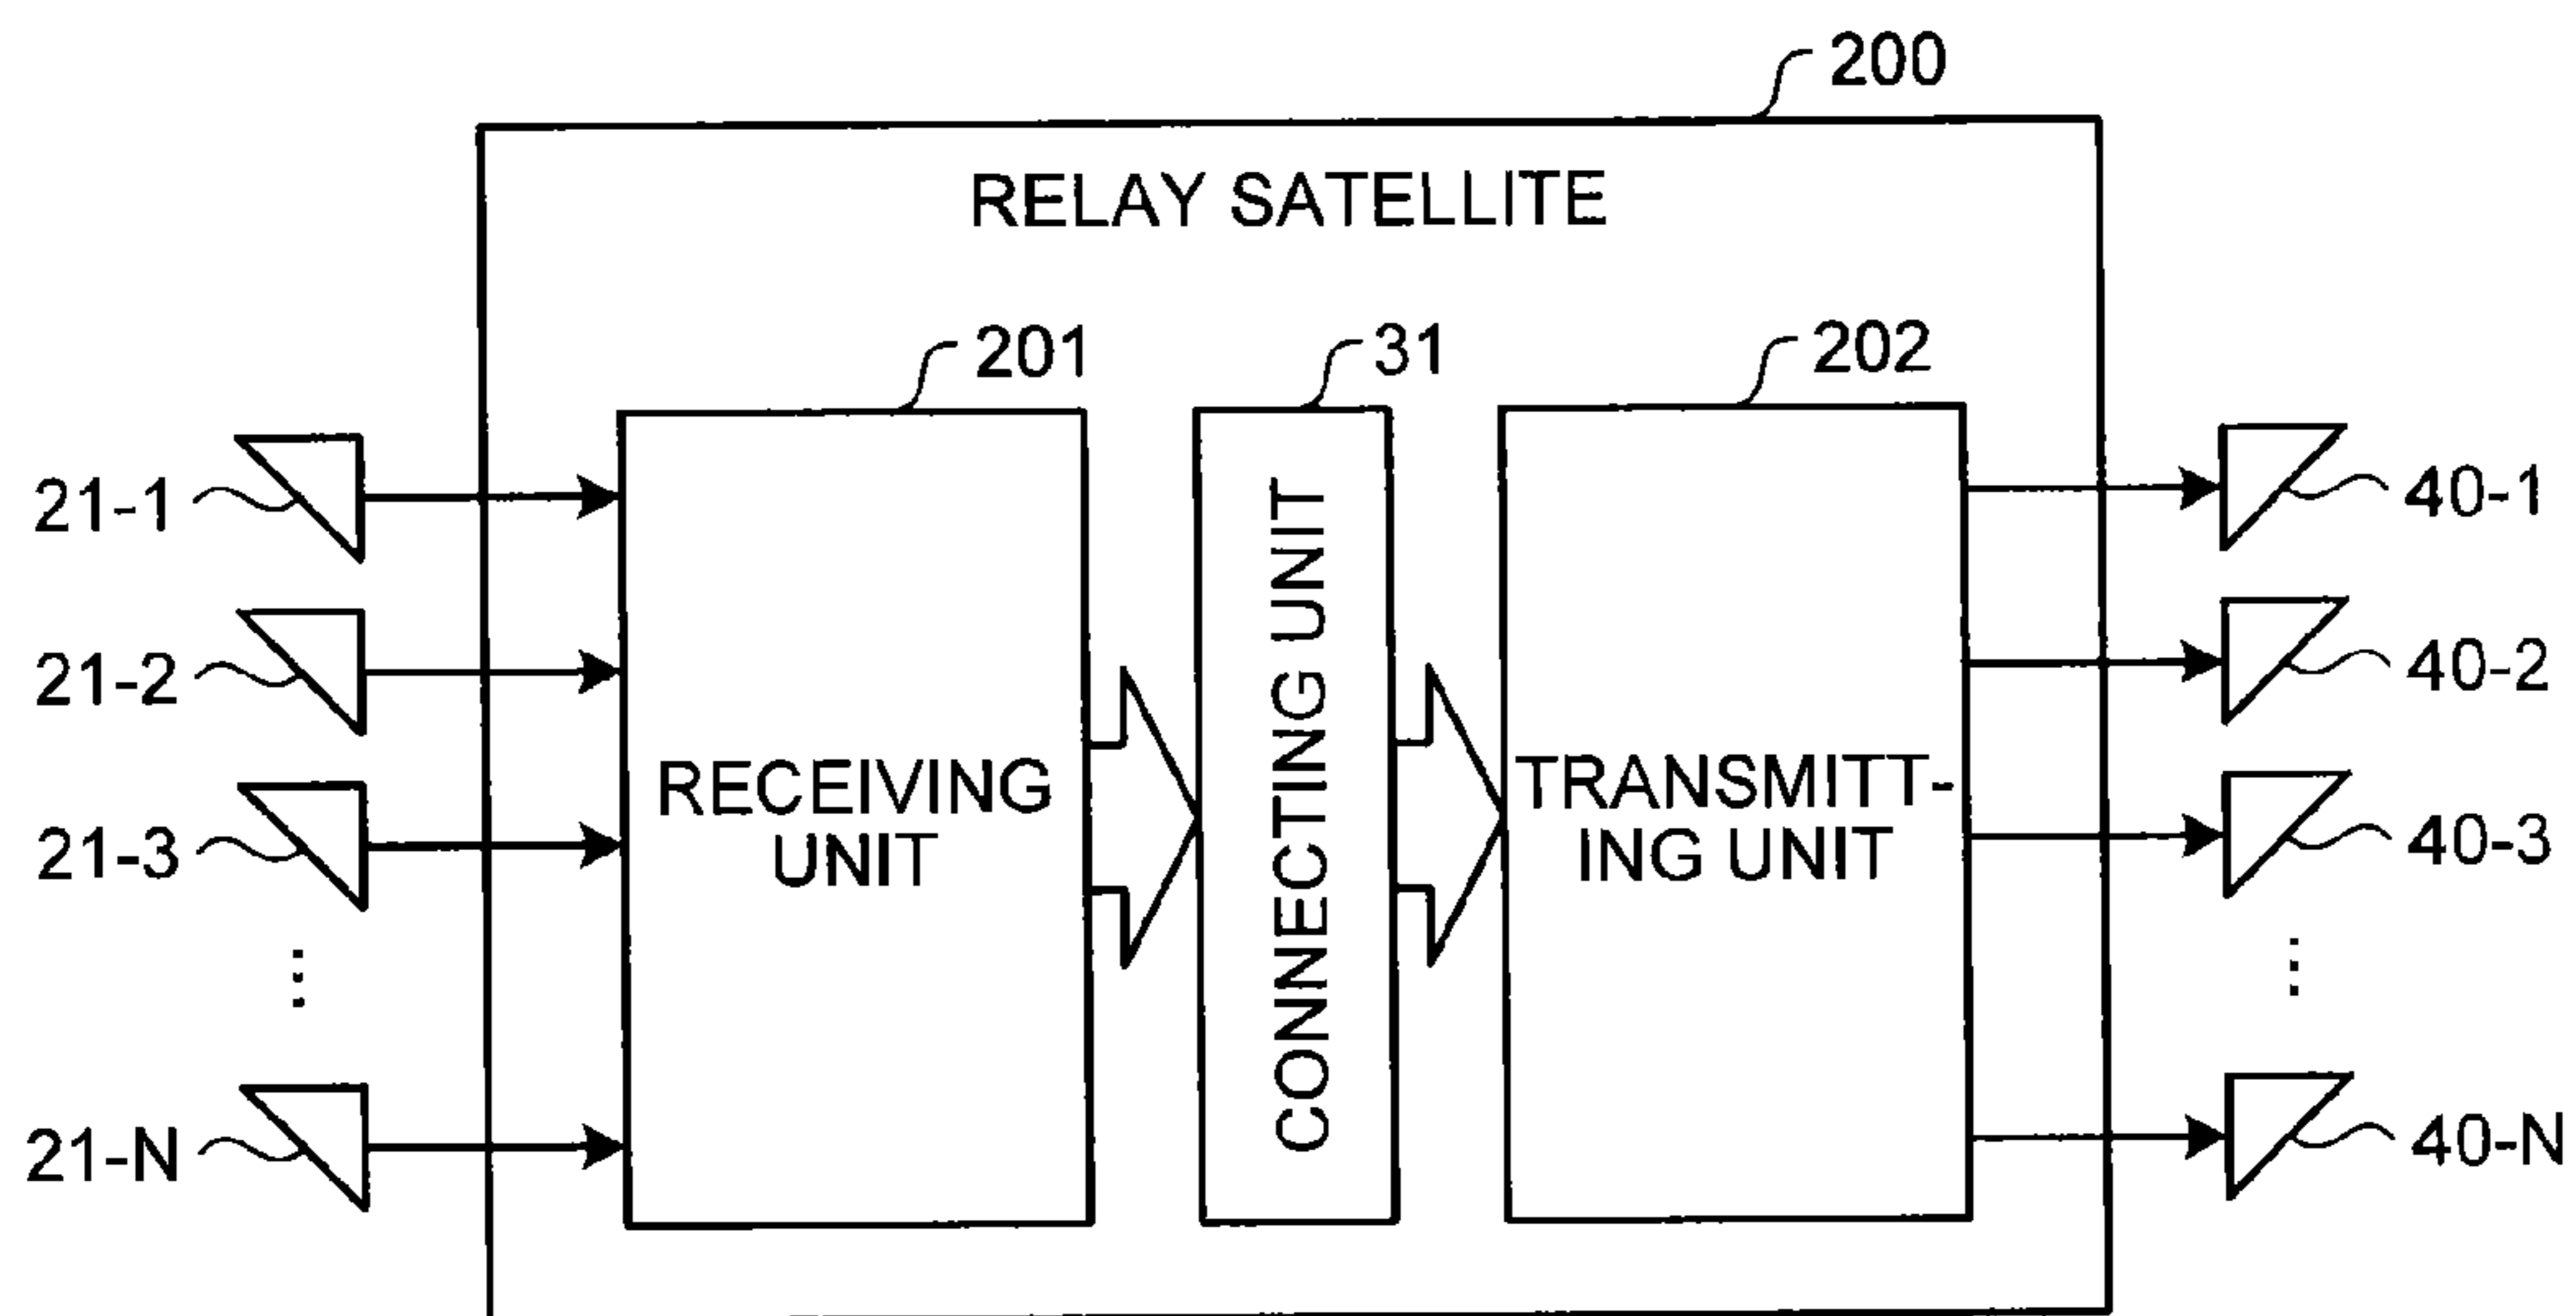 200
RELAY SATELLITE
201
31
202
21-1
21-2
21-3
21-N
RECEIVING
UNIT
CONNECTING UNIT
TRANSMITT-
ING UNIT
40-1
40-2
40-3
40-N